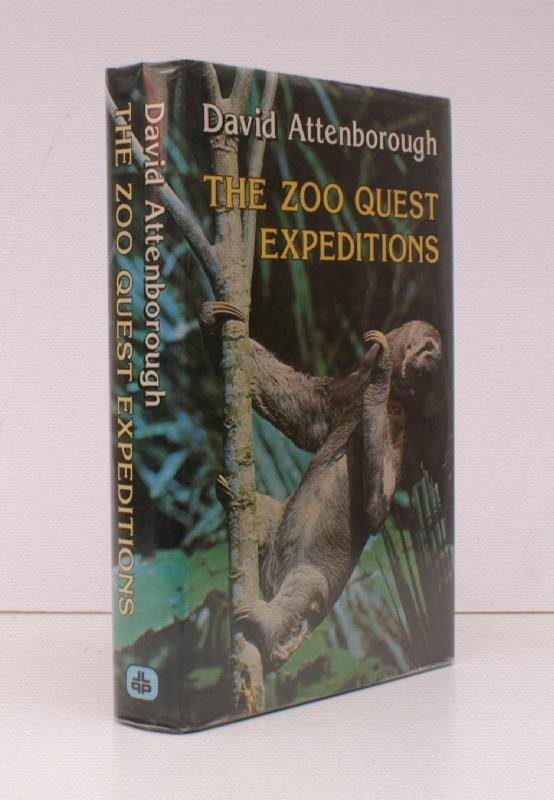 David Attenborough
THE ZOO QUEST EXPEDITIONS
David Attenborough
THE ZOO QUEST
EXPEDITIONS